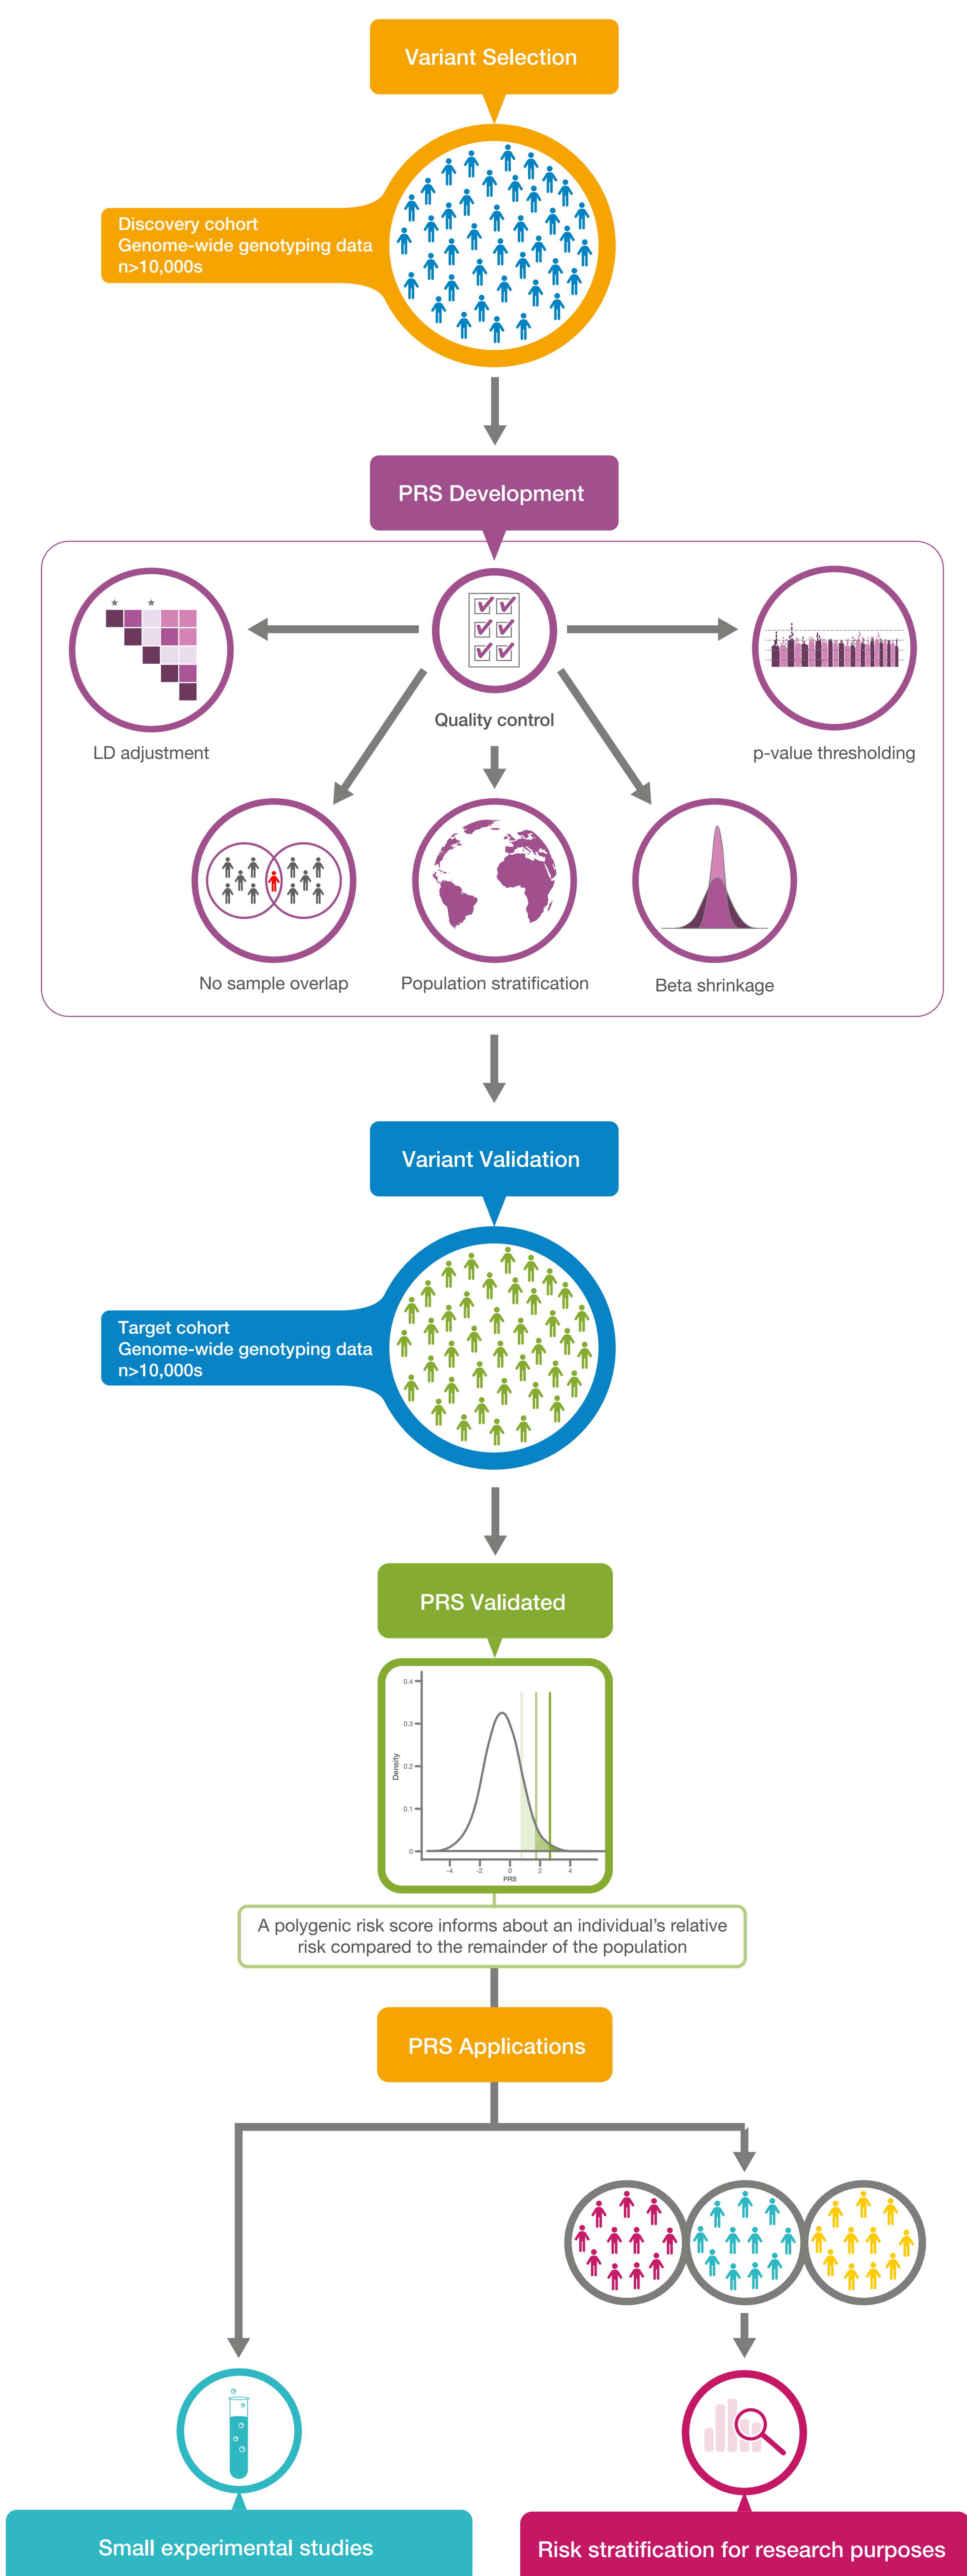 Variant Selection
Discovery cohort
Genome-wide genotyping data
n>10,000s
PRS Development
Quality control
LD adjustment
p-value thresholding
No sample overlap
Population stratification
Beta shrinkage
Variant Validation
Target cohort
Genome-wide genotyping data
n>10,000s
PRS Validated
0.4
0.3
0.2
0.1
0
Density
-4 -2 0 2 4
PRS
A polygenic risk score informs about an individual's relative
risk compared to the remainder of the population
PRS Applications
Small experimental studies
Risk stratification for research purposes